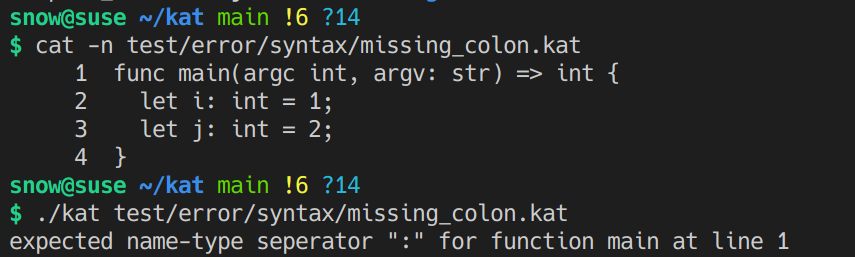 snow@suse ~/kat main !6 ?14
$ cat -n test/error/syntax/missing_colon.kat
1 func main(argc int, argv: str) => int {
2 let i: int = 1;
3 let j: int = 2;
4 }
snow@suse ~/kat main !6 ?14
$ ./kat test/error/syntax/missing_colon.kat
expected name-type seperator ":" for function main at line 1